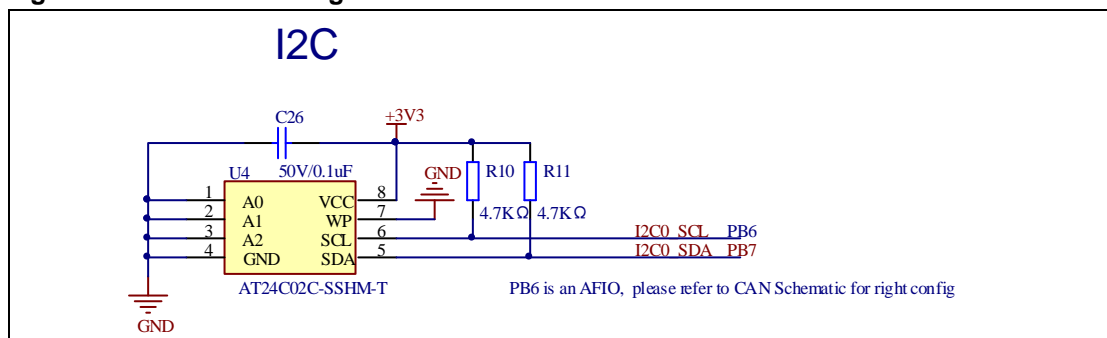 I2C
C26
+3V3
U4
50V/0.1uF
GND
R10
R11
4.7KΩ
4.7KΩ
1 A0 VCC 8
2 A1 WP 7
3 A2 SCL 6
4 GND SDA 5
I2C0_SCL PB6
I2C0_SDA PB7
AT24C02C-SSHM-T
PB6 is an AFIO, please refer to CAN Schematic for right config
GND